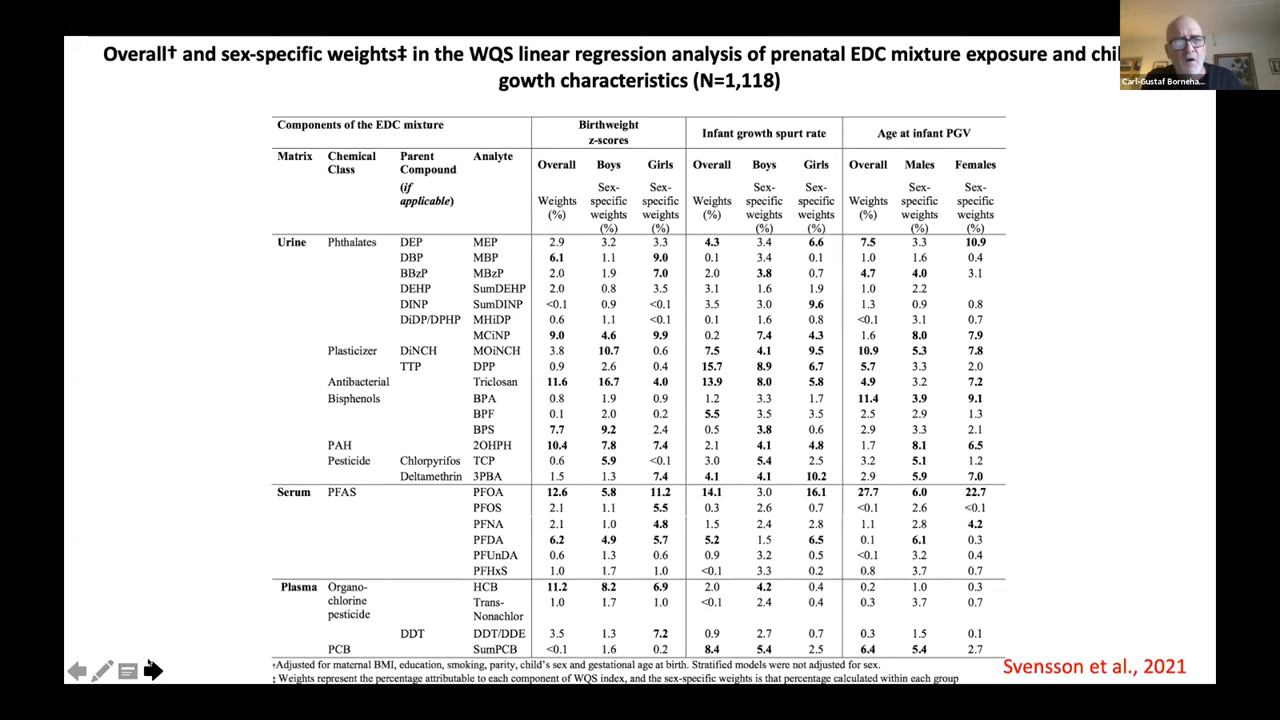 Overall† and sex-specific weights‡ in the WQS linear regression analysis of prenatal EDC mixture exposure and chil
gowth characteristics (N=1,118)
Carl-GustafBorneha...
Components of the EDC mixture Birthweight z-scores Infant growth spurt rate Age at infant PGV
Matrix Chemical Class Parent Compound (if applicable) Analyte Overall Boys Girls Overall Boys Girls Overall Males Females
Weights (%) Sex-specific weights (%) Sex-specific weights (%) Weights (%) Sex-specific weights (%) Sex-specific weights (%) Weights (%) Sex-specific weights (%) Sex-specific weights (%)
Urine Phthalates DEP MEP 2.9 3.2 3.3 4.3 3.4 6.6 7.5 3.3 10.9
DBP MBP 6.1 1.1 9.0 0.1 3.4 0.1 1.0 1.6 0.4
BBzP MBzP 2.0 1.9 7.0 2.0 3.8 0.7 4.7 4.0 3.1
DEHP SumDEHP 2.0 0.8 3.5 3.1 1.6 1.9 1.0 2.2
DINP SumDINP <0.1 0.9 <0.1 3.5 3.0 9.6 1.3 0.9 0.8
DiDP/DPHP MHiDP 0.6 1.1 <0.1 0.1 1.6 0.8 <0.1 3.1 0.7
MCiNP 9.0 4.6 9.9 0.2 7.4 4.3 1.6 8.0 7.9
Plasticizer DiNCH MOiNCH 3.8 10.7 0.6 7.5 4.1 9.5 10.9 5.3 7.8
TTP DPP 0.9 2.6 0.4 15.7 8.9 6.7 5.7 3.3 2.0
Antibacterial Triclosan 11.6 16.7 4.0 13.9 8.0 5.8 4.9 3.2 7.2
Bisphenols BPA 0.8 1.9 0.9 1.2 3.3 1.7 11.4 3.9 9.1
BPF 0.1 2.0 0.2 5.5 3.5 3.5 2.5 2.9 1.3
BPS 7.7 9.2 2.4 0.5 3.8 0.6 2.9 3.3 2.1
PAH 2OHPH 10.4 7.8 7.4 2.1 4.1 4.8 1.7 8.1 6.5
Pesticide Chlorpyrifos TCP 0.6 5.9 <0.1 3.0 5.4 2.5 3.2 5.1 1.2
Deltamethrin 3PBA 1.5 1.3 7.4 4.1 4.1 10.2 2.9 5.9 7.0
Serum PFAS PFOA 12.6 5.8 11.2 14.1 3.0 16.1 27.7 6.0 22.7
PFOS 2.1 1.1 5.5 0.3 2.6 0.7 <0.1 2.6 <0.1
PFNA 2.1 1.0 4.8 1.5 2.4 2.8 1.1 2.8 4.2
PFDA 6.2 4.9 5.7 5.2 1.5 6.5 0.1 6.1 0.3
PFUnDA 0.6 1.3 0.6 0.9 3.2 0.5 <0.1 3.2 0.4
PFHxS 1.0 1.7 1.0 <0.1 3.3 0.2 0.8 3.7 0.7
Plasma Organo-chlorine pesticide HCB 11.2 8.2 6.9 2.0 4.2 0.4 0.2 1.0 0.3
Trans-Nonachlor 1.0 1.7 1.0 <0.1 2.4 0.4 0.3 3.7 0.7
DDT DDT/DDE 3.5 1.3 7.2 0.9 2.7 0.7 0.3 1.5 0.1
PCB SumPCB <0.1 1.6 0.2 8.4 5.4 2.5 6.4 5.4 2.7
†Adjusted for maternal BMI, education, smoking, parity, child's sex and gestational age at birth. Stratified models were not adjusted for sex.
‡ Weights represent the percentage attributable to each component of WQS index, and the sex-specific weights is that percentage calculated within each group
Svensson et al., 2021